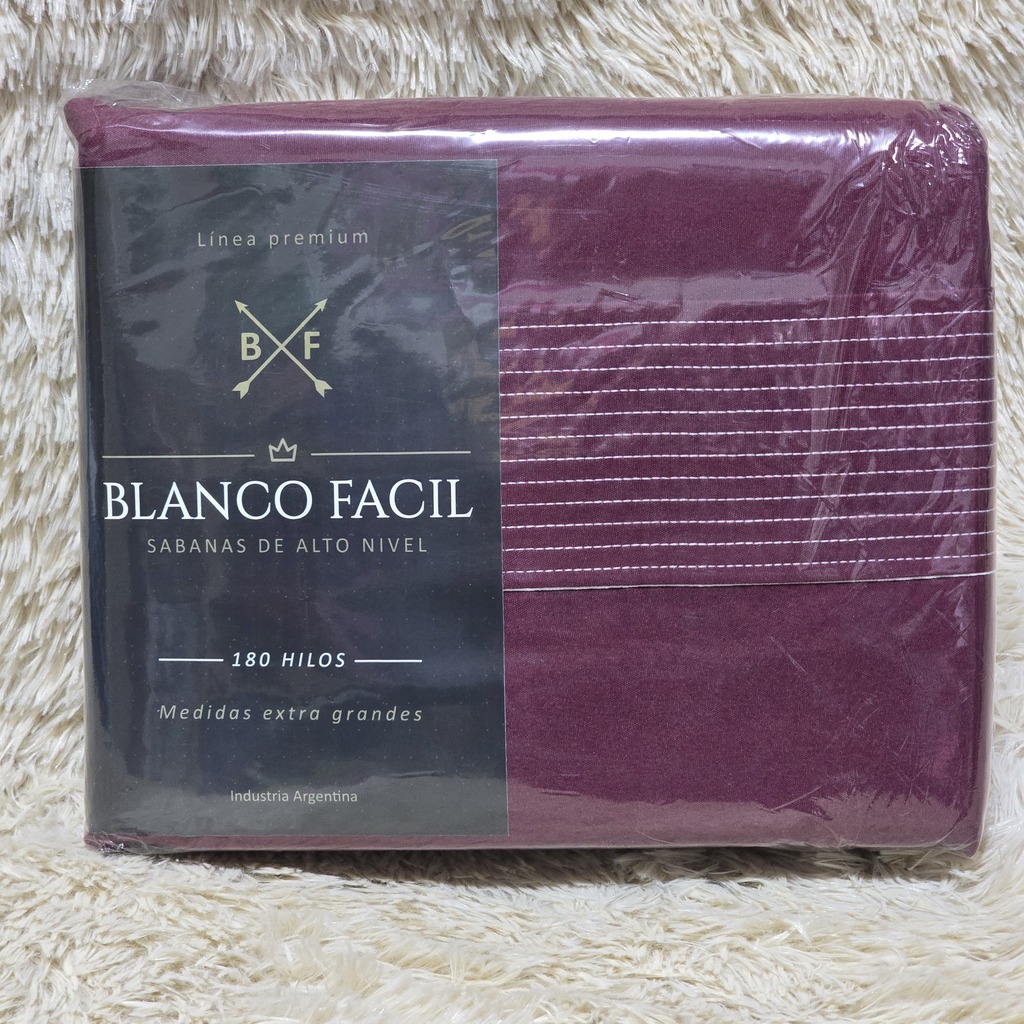 Línea premium
B F
BLANCO FACIL
SABANAS DE ALTO NIVEL
180 HILOS
Medidas extra grandes
Industria Argentina